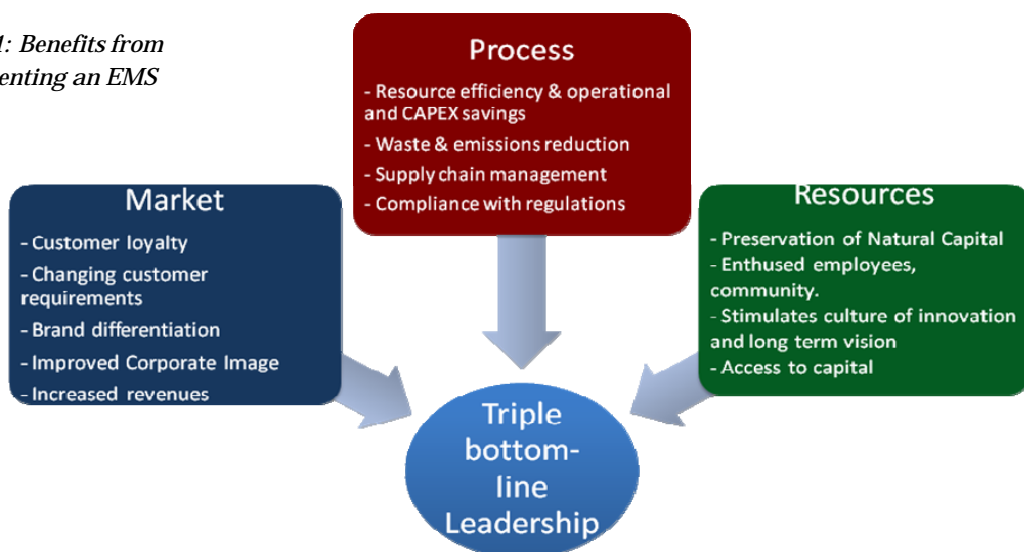 1: Benefits from
enting an EMS
Process
- Resource efficiency & operational
and CAPEX savings
- Waste & emissions reduction
- Supply chain management
- Compliance with regulations
Market
- Customer loyalty
- Changing customer
requirements
- Brand differentiation
- Improved Corporate Image
- Increased revenues
Resources
- Preservation of Natural Capital
- Enthused employees,
community.
- Stimulates culture of innovation
and long term vision
- Access to capital
Triple
bottom-
line
Leadership